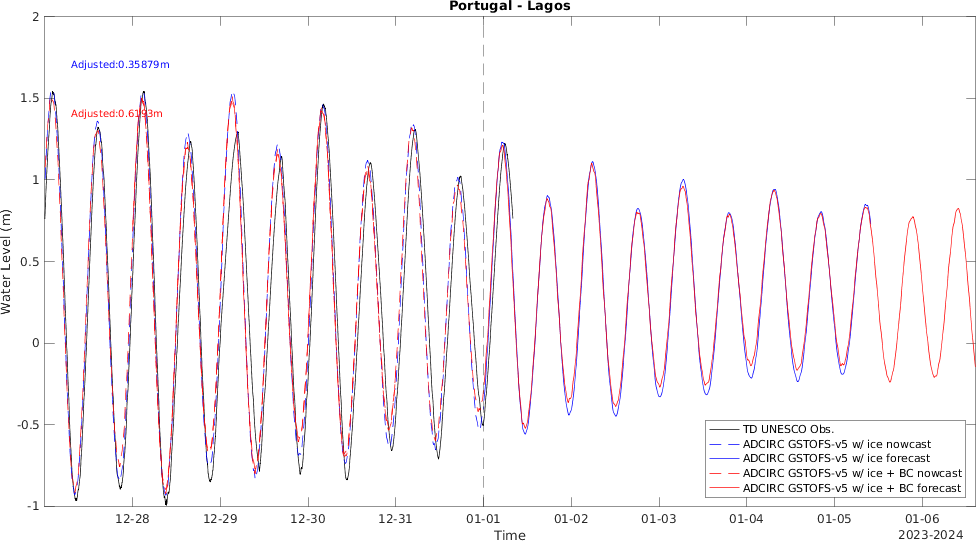 Portugal - Lagos
2
Adjusted:0.35879m
1.5
Adjusted:0.6193m
1
0.5
0
-0.5
-1
Water Level (m)
TD UNESCO Obs.
ADCIRC GSTOFS-v5 w/ ice nowcast
ADCIRC GSTOFS-v5 w/ ice forecast
ADCIRC GSTOFS-v5 w/ ice + BC nowcast
ADCIRC GSTOFS-v5 w/ ice + BC forecast
12-28 12-29 12-30 12-31 01-01 01-02 01-03 01-04 01-05 01-06
Time
2023-2024